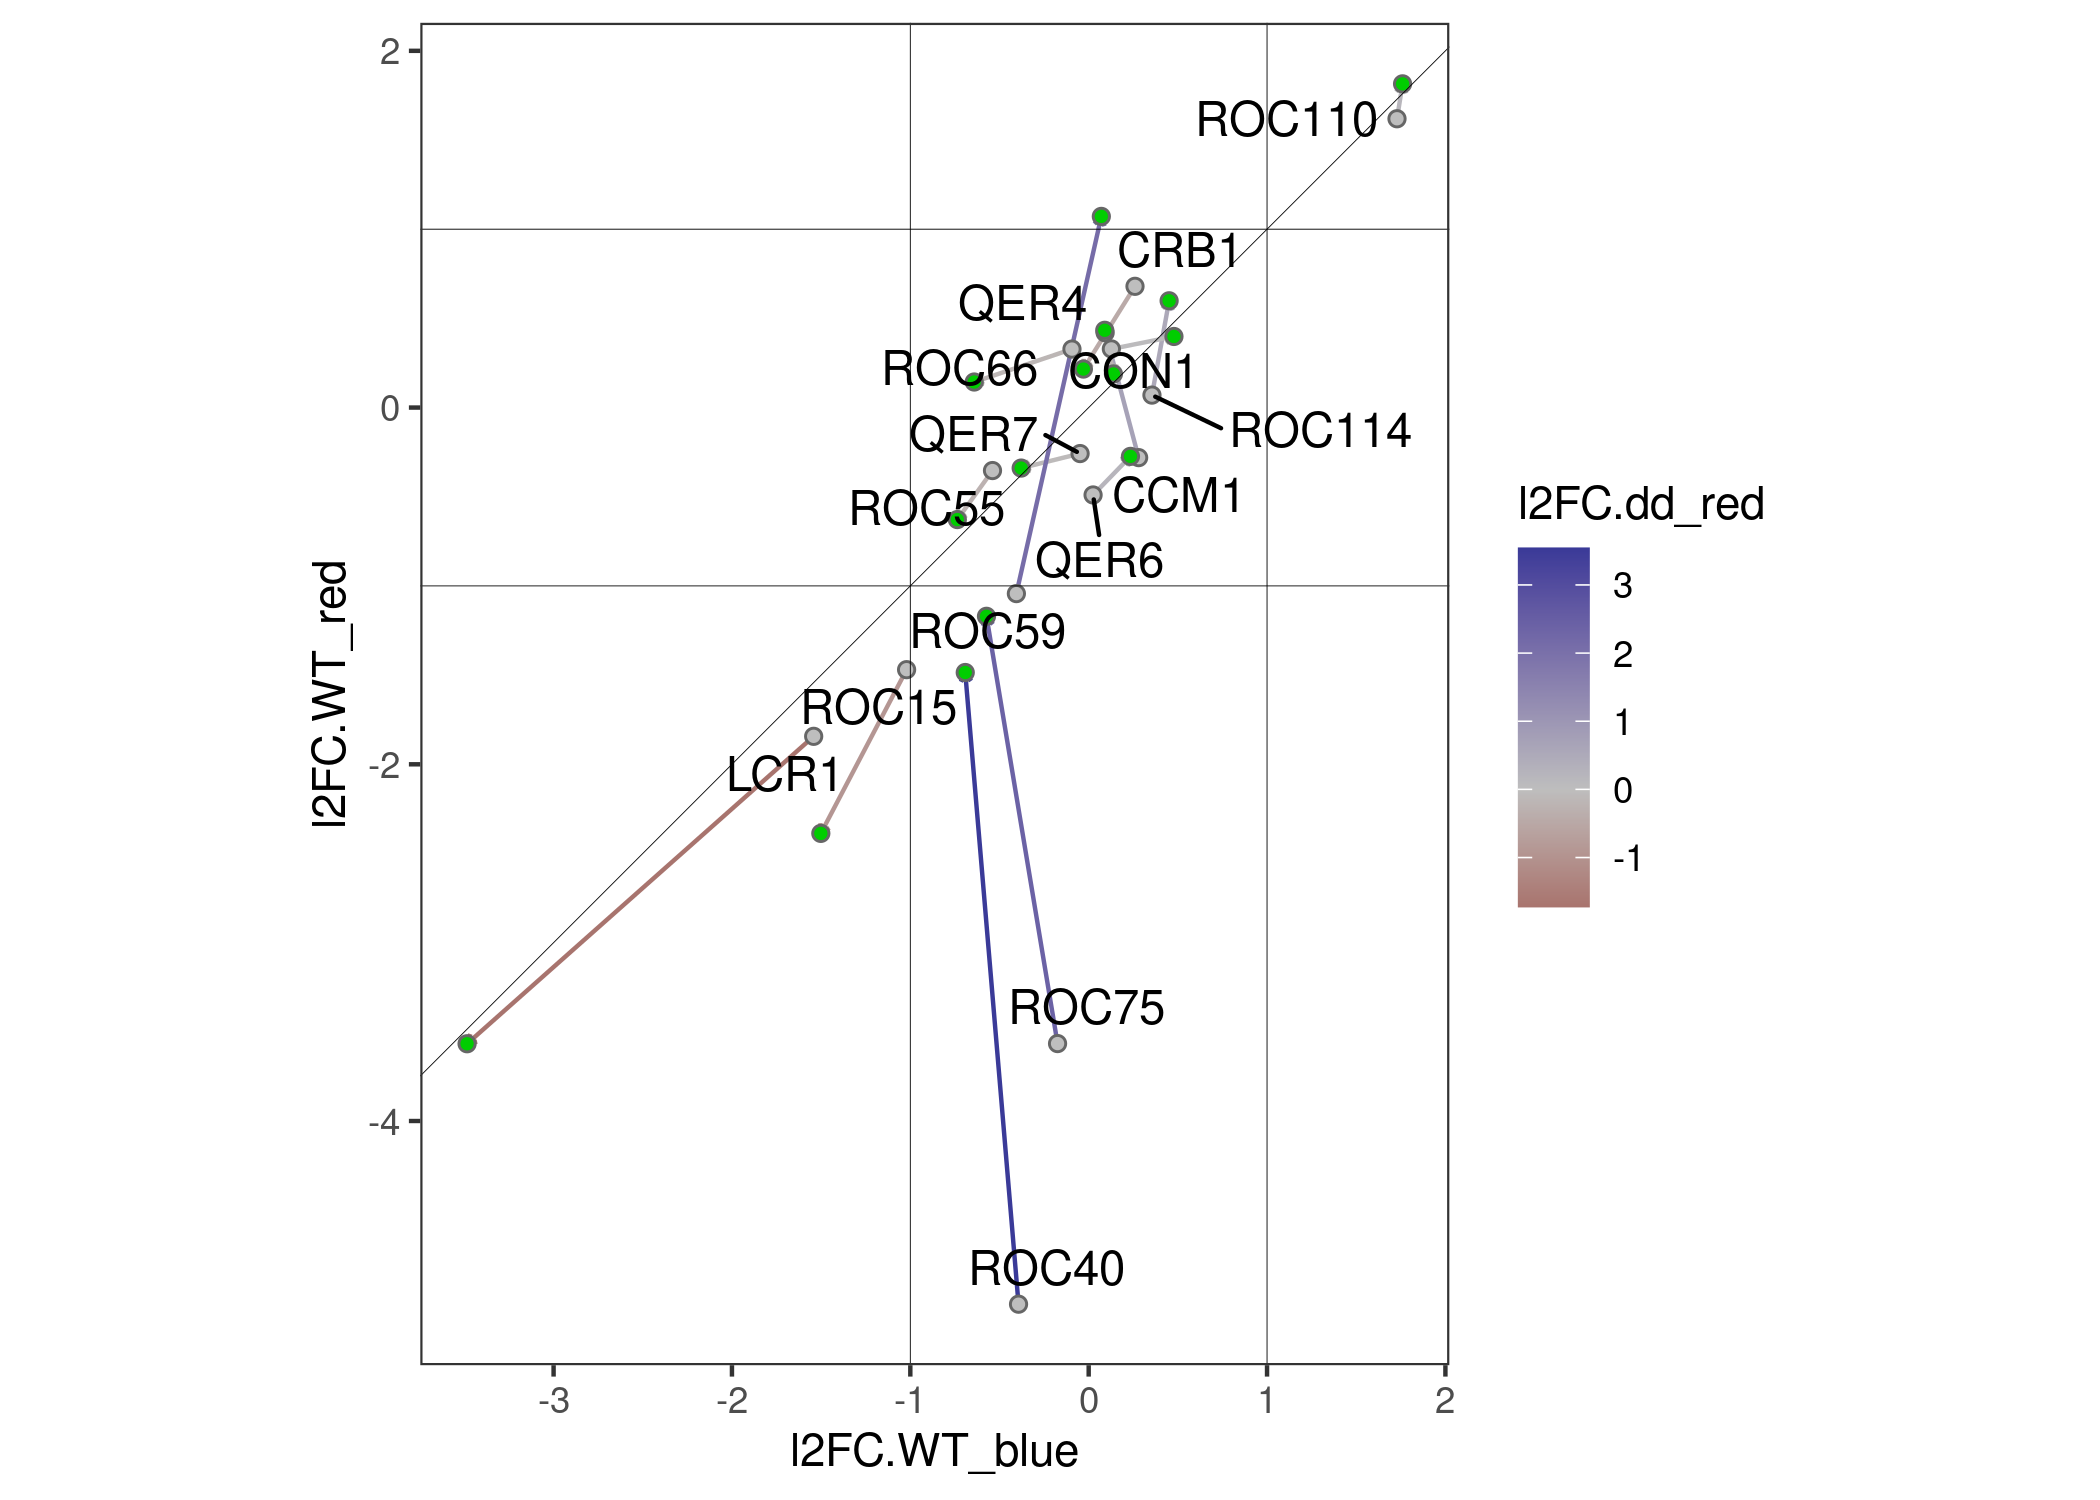 2
0
-2
-4
l2FC.WT_red
ROC110
CRB1
QER4
ROC66
CON1
QER7
ROC114
ROC55
CCM1
QER6
ROC59
ROC15
LCR1
ROC75
ROC40
-3
-2
-1
0
1
2
l2FC.WT_blue
l2FC.dd_red
3
2
1
0
-1